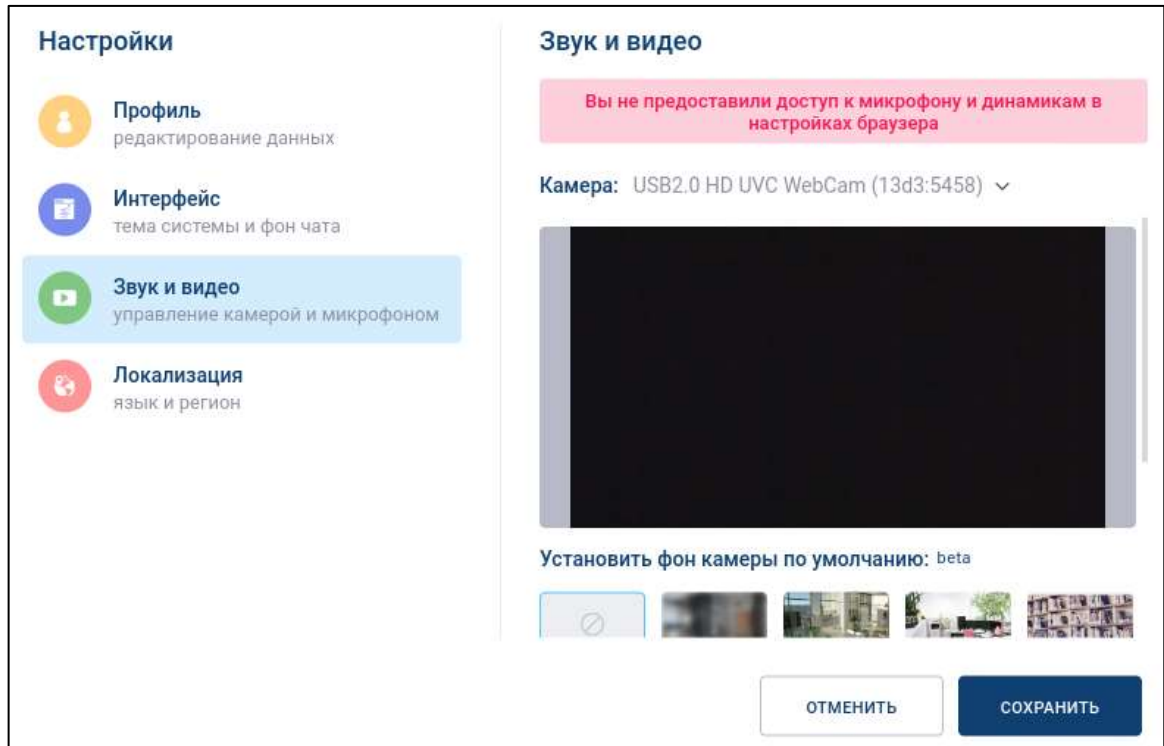 Настройки
Профиль
редактирование данных
Интерфейс
тема системы и фон чата
Звук и видео
управление камерой и микрофоном
Локализация
язык и регион
Звук и видео
Вы не предоставили доступ к микрофону и динамикам в
настройках браузера
Камера: USB2.0 HD UVC WebCam (13d3:5458)
Установить фон камеры по умолчанию: beta
ОТМЕНИТЬ
СОХРАНИТЬ